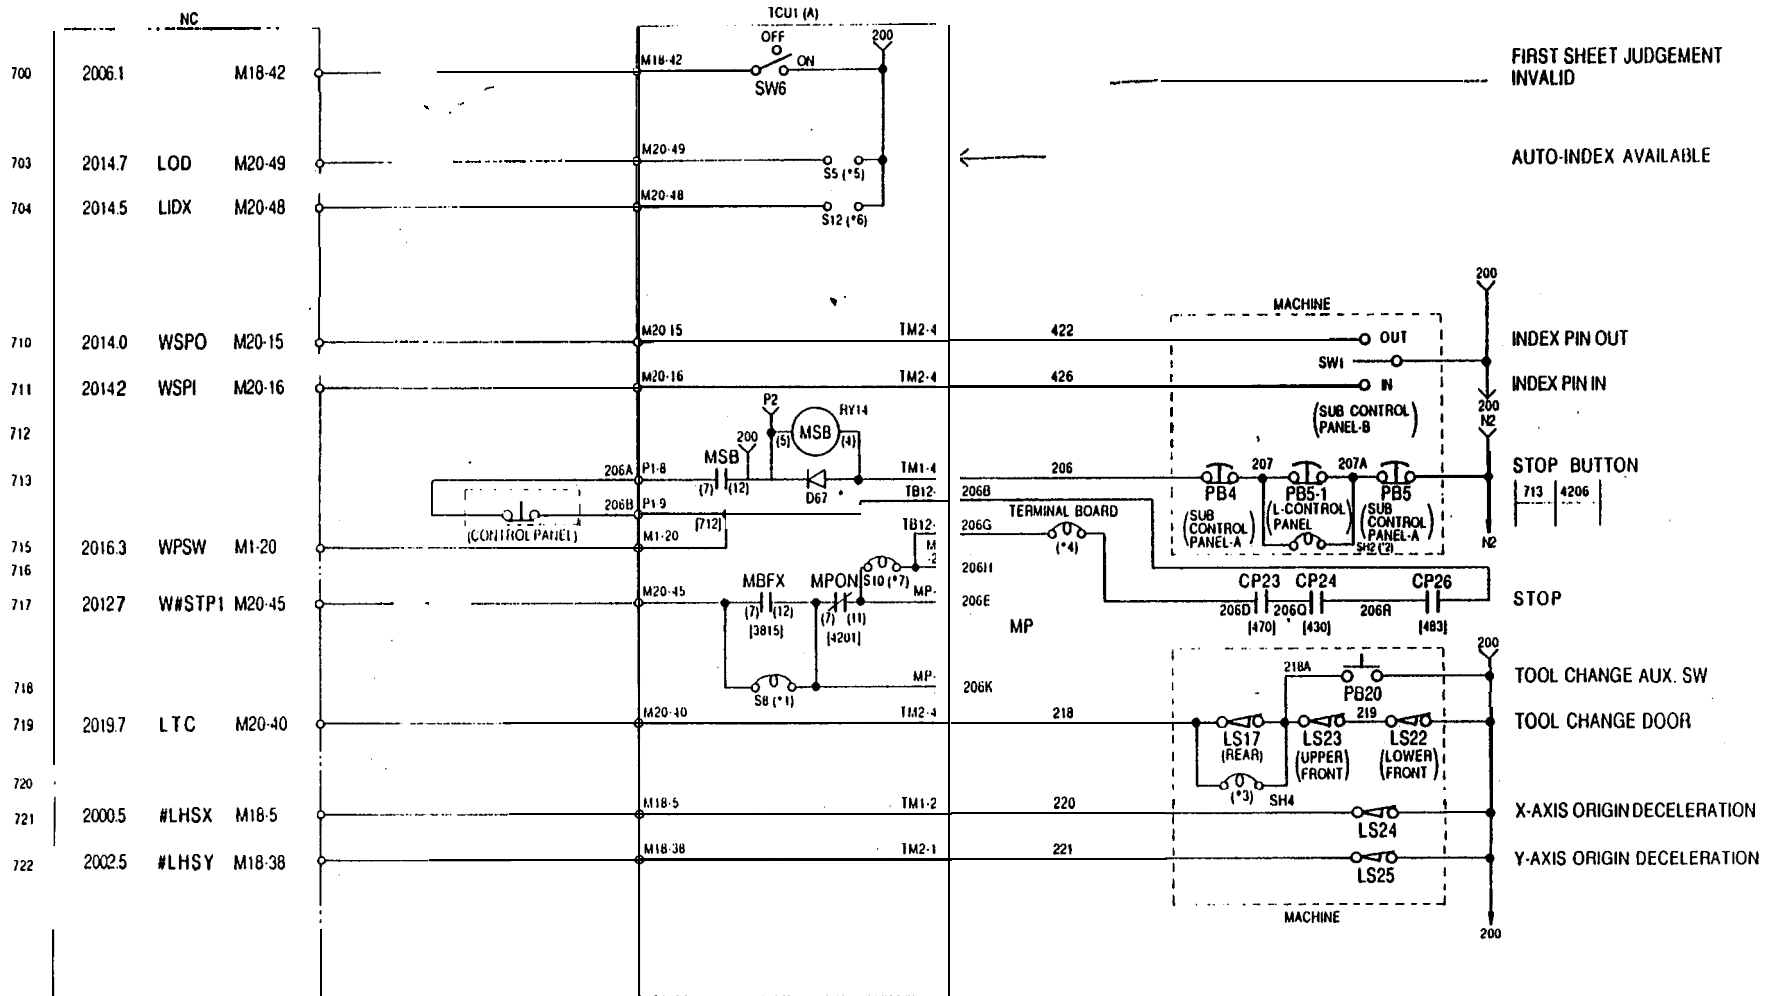 NC
TCU1 (A)
OFF
200
700 2006.1 M18-42
M18-42
ON
SW6
FIRST SHEET JUDGEMENT
INVALID
703 2014.7 LOD M20-49
M20-49
S5 (*5)
AUTO-INDEX AVAILABLE
704 2014.5 LIDX M20-48
M20-48
S12 (*6)
200
MACHINE
710 2014.0 WSPO M20-15
M20 15
TM2-4
422
OUT
INDEX PIN OUT
SW1
711 2014.2 WSPI M20-16
M20-16
TM2-4
426
IN
INDEX PIN IN
(SUB CONTROL
PANEL-B)
200
N2
712
P2
RY14
MSB
(5) (4)
200
MSB
713
206A P1-8
(7) (12)
D67
TM1-4
206
207
207A
PB4
PB5-1
PB5
STOP BUTTON
713 4206
TB12-
206B
206B P1-9
[712]
(CONTROL PANEL)
TERMINAL BOARD
(SUB
CONTROL
PANEL-A)
(L-CONTROL
PANEL
(SUB
CONTROL
PANEL-A)
SH2 (*2)
N2
TB12-
206G
(*4)
715 2016.3 WPSW M1-20
M1-20
M
-2
716
S10 (*7)
206H
MBFX
MPON
CP23
CP24
CP26
717 2012.7 W#STP1 M20-45
M20-45
(7) (12)
[3815]
(7) (11)
[4201]
MP-
206E
206D
206Q
206R
[470]
[430]
[483]
STOP
MP
200
718
S8 (*1)
MP-
206K
218A
PB20
TOOL CHANGE AUX. SW
719 2019.7 LTC M20-40
M20-40
TM2-4
218
219
LS17
(REAR)
LS23
(UPPER
FRONT)
LS22
(LOWER
FRONT)
TOOL CHANGE DOOR
720
(*3) SH4
721 2000.5 #LHSX M18-5
M18-5
TM1-2
220
LS24
X-AXIS ORIGIN DECELERATION
722 2002.5 #LHSY M18-38
M18-38
TM2-1
221
LS25
Y-AXIS ORIGIN DECELERATION
MACHINE
200